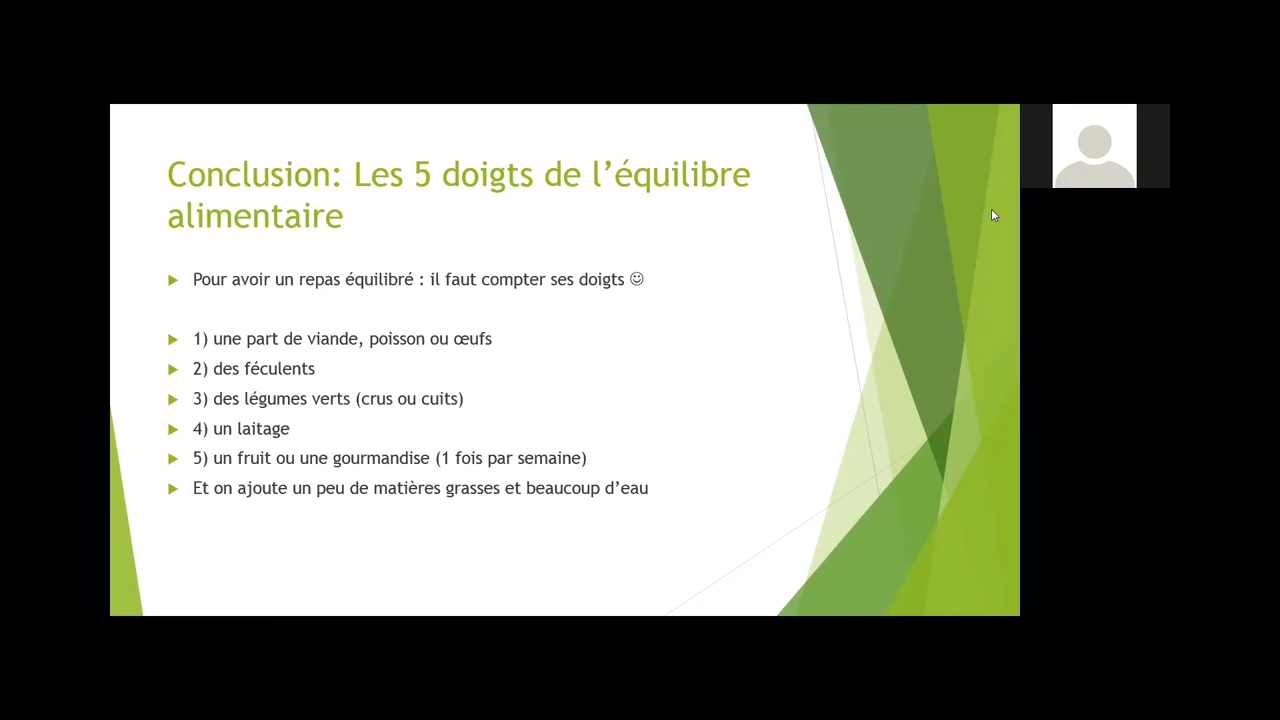 Conclusion: Les 5 doigts de l’équilibre
alimentaire
Pour avoir un repas équilibré : il faut compter ses doigts ☺
1) une part de viande, poisson ou œufs
2) des féculents
3) des légumes verts (crus ou cuits)
4) un laitage
5) un fruit ou une gourmandise (1 fois par semaine)
Et on ajoute un peu de matières grasses et beaucoup d’eau